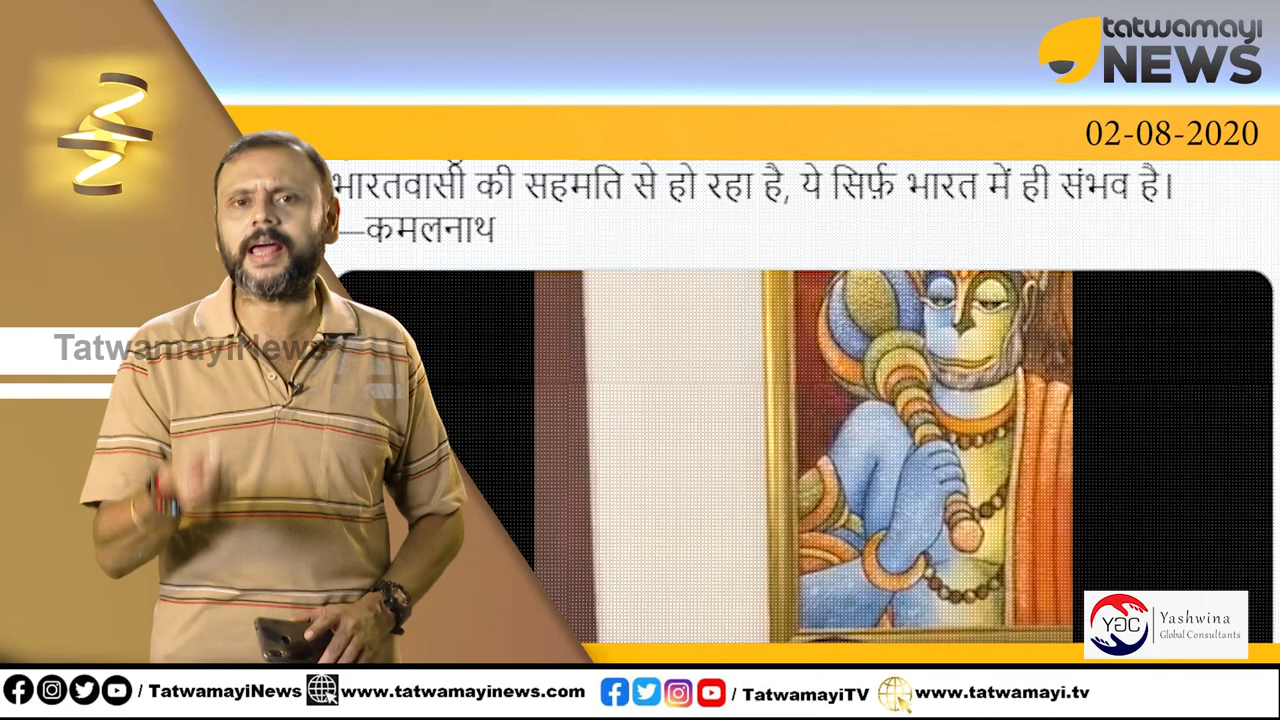 tatwamayi
NEWS
02-08-2020
भारतवासी की सहमति से हो रहा है, ये सिर्फ़ भारत में ही संभव है।
—कमलनाथ
TatwamayiNews
YGC
Yashwina
Global Consultants
/ TatwamayiNews www.tatwamayinews.com / TatwamayiTV www.tatwamayi.tv